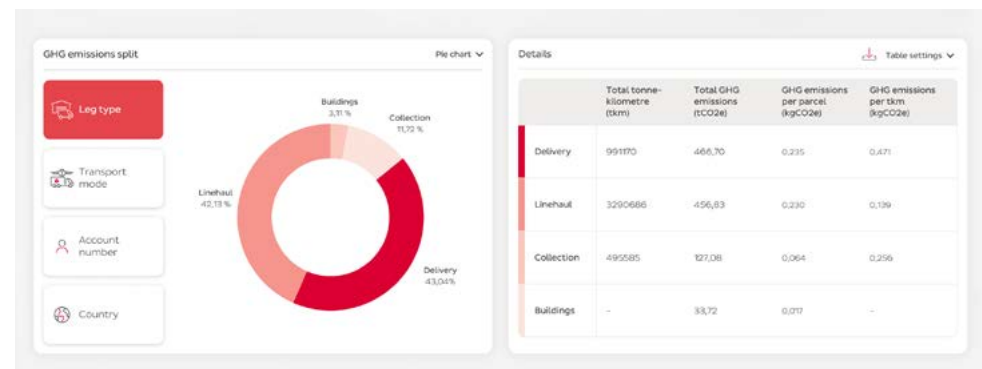 GHG emissions split
Pie chart
Leg type
Transport
mode
Account
number
Country
Buildings
3,11 %
Collection
11,72 %
Linehaul
42,13 %
Delivery
43,04%
Details
Table settings
Total tonne-
kilometre
(tkm)
Total GHG
emissions
(tCO2e)
GHG emissions
per parcel
(kgCO2e)
GHG emissions
per tkm
(kgCO2e)
Delivery 991170 466,70 0,235 0,471
Linehaul 3290686 456,83 0,230 0,139
Collection 495585 127,08 0,064 0,256
Buildings - 33,72 0,017 -